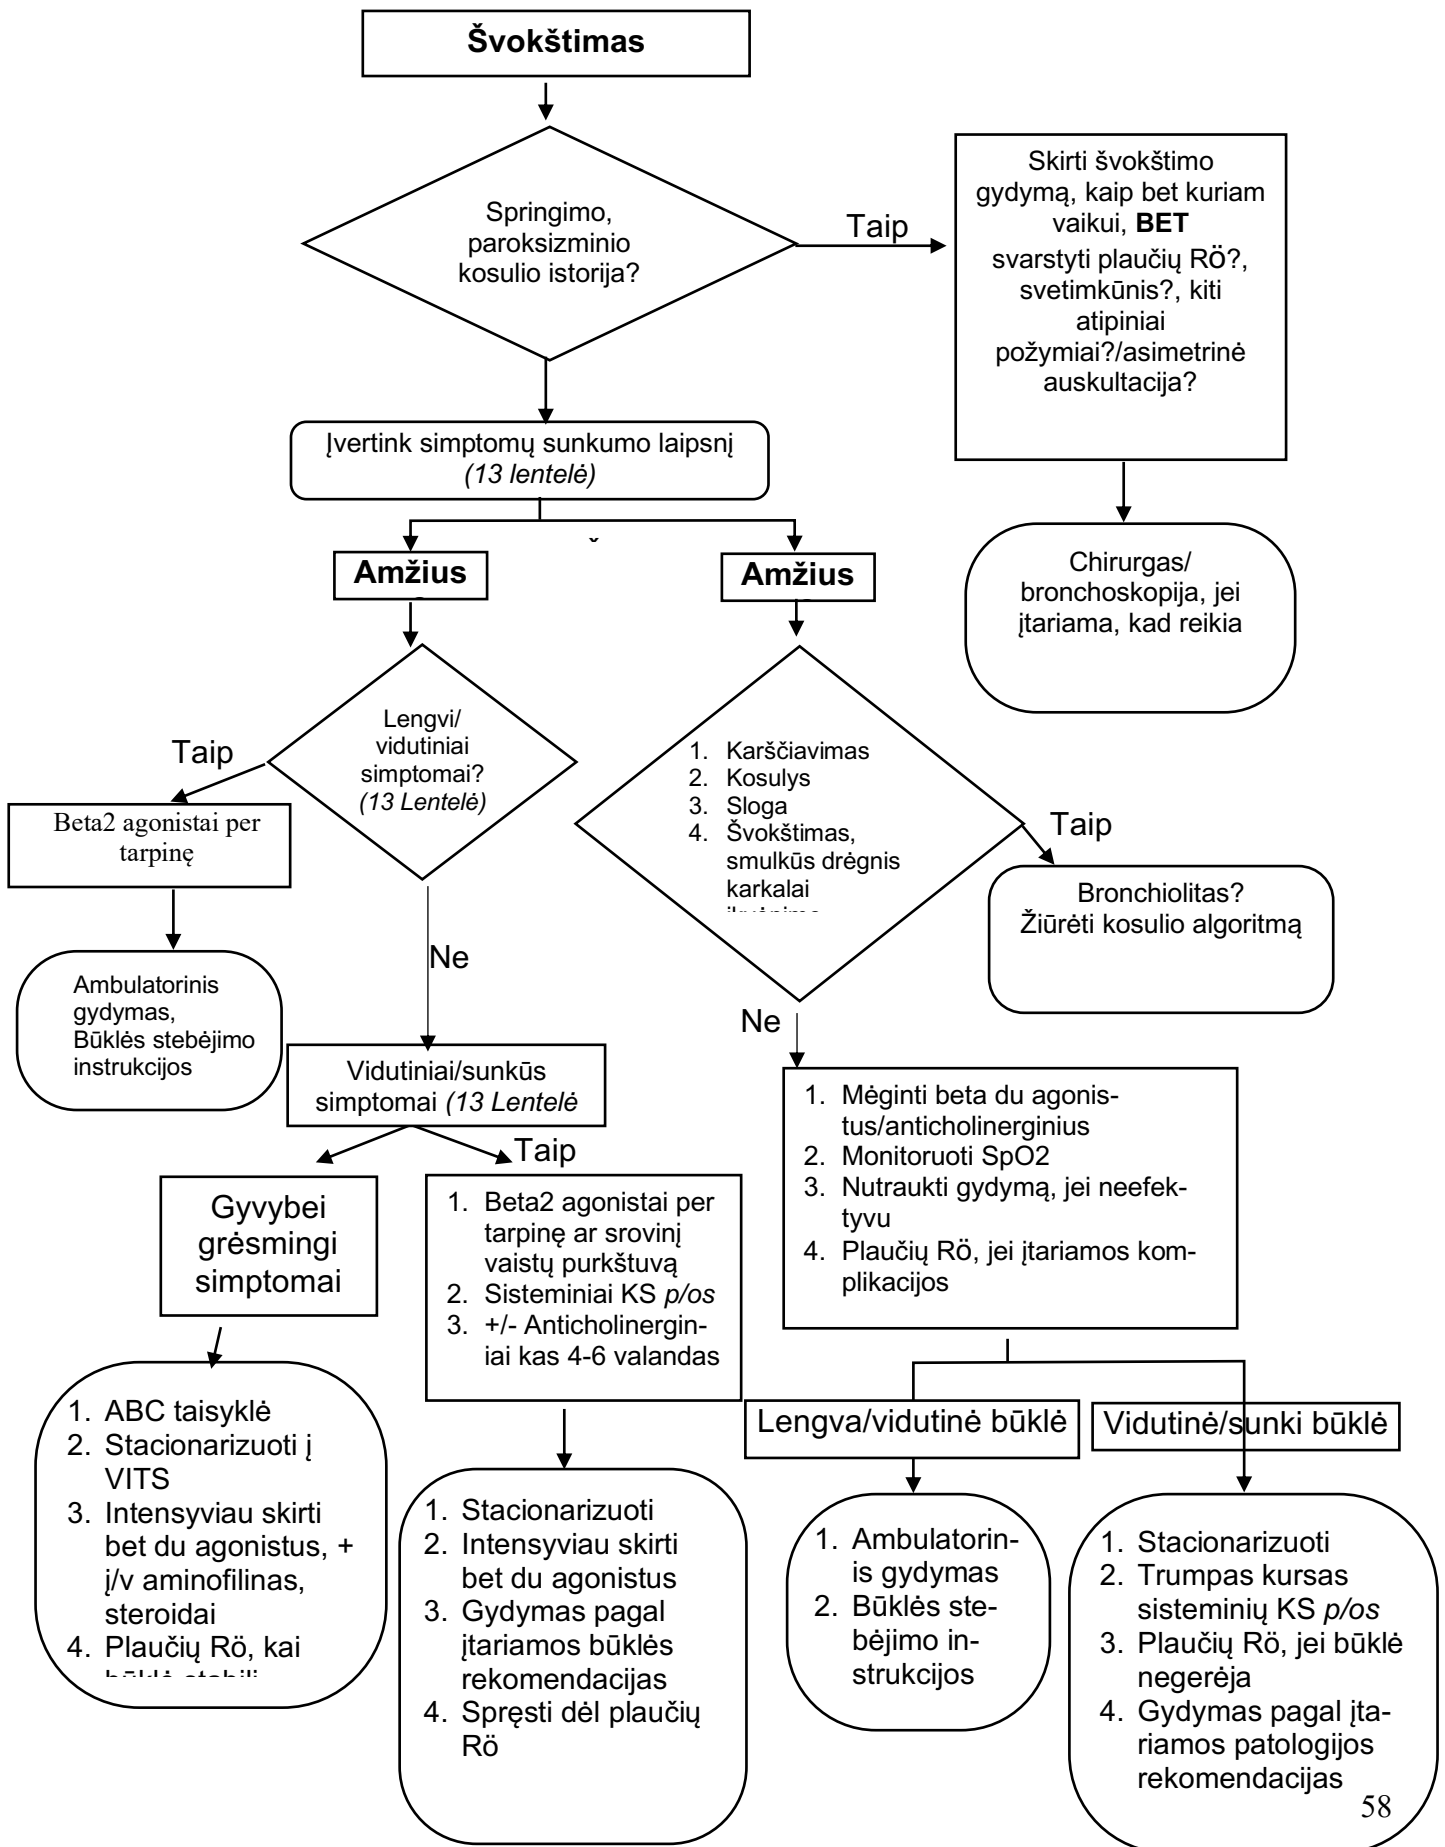 Švokštimas
Springimo,
paroksizminio
kosulio istorija?
Taip
Skirti švokštimo
gydymą, kaip bet kuriam
vaikui, BET
svarstyti plaučių RÖ?,
svetimkūnis?, kiti
atipiniai
požymiai?/asimetrinė
auskultacija?
Chirurgas/
bronchoskopija, jei
įtariama, kad reikia
Įvertink simptomų sunkumo laipsnį
(13 lentelė)
Amžius
Amžius
Lengvi/
vidutiniai
simptomai?
(13 Lentelė)
Taip
Beta2 agonistai per
tarpinę
Ambulatorinis
gydymas,
Būklės stebėjimo
instrukcijos
Ne
Vidutiniai/sunkūs
simptomai (13 Lentelė
Taip
Gyvybei
grėsmingi
simptomai
1. ABC taisyklė
2. Stacionarizuoti į
VITS
3. Intensyviau skirti
bet du agonistus, +
į/v aminofilinas,
steroidai
4. Plaučių Rö, kai
1. Beta2 agonistai per
tarpinę ar srovinį
vaistų purkštuvą
2. Sisteminiai KS p/os
3. +/- Anticholinergin-
iai kas 4-6 valandas
1. Stacionarizuoti
2. Intensyviau skirti
bet du agonistus
3. Gydymas pagal
įtariamos būklės
rekomendacijas
4. Spręsti dėl plaučių
Rö
1. Karščiavimas
2. Kosulys
3. Sloga
4. Švokštimas,
smulkūs drėgnis
karkalai
Taip
Bronchiolitas?
Žiūrėti kosulio algoritmą
Ne
1. Mėginti beta du agonis-
tus/anticholinerginius
2. Monitoruoti SpO2
3. Nutraukti gydymą, jei neefek-
tyvu
4. Plaučių Rö, jei įtariamos kom-
plikacijos
Lengva/vidutinė būklė
1. Ambulatorin-
is gydymas
2. Būklės ste-
bėjimo in-
strukcijos
Vidutinė/sunki būklė
1. Stacionarizuoti
2. Trumpas kursas
sisteminių KS p/os
3. Plaučių Rö, jei būklė
negerėja
4. Gydymas pagal įta-
riamos patologijos
rekomendacijas
58